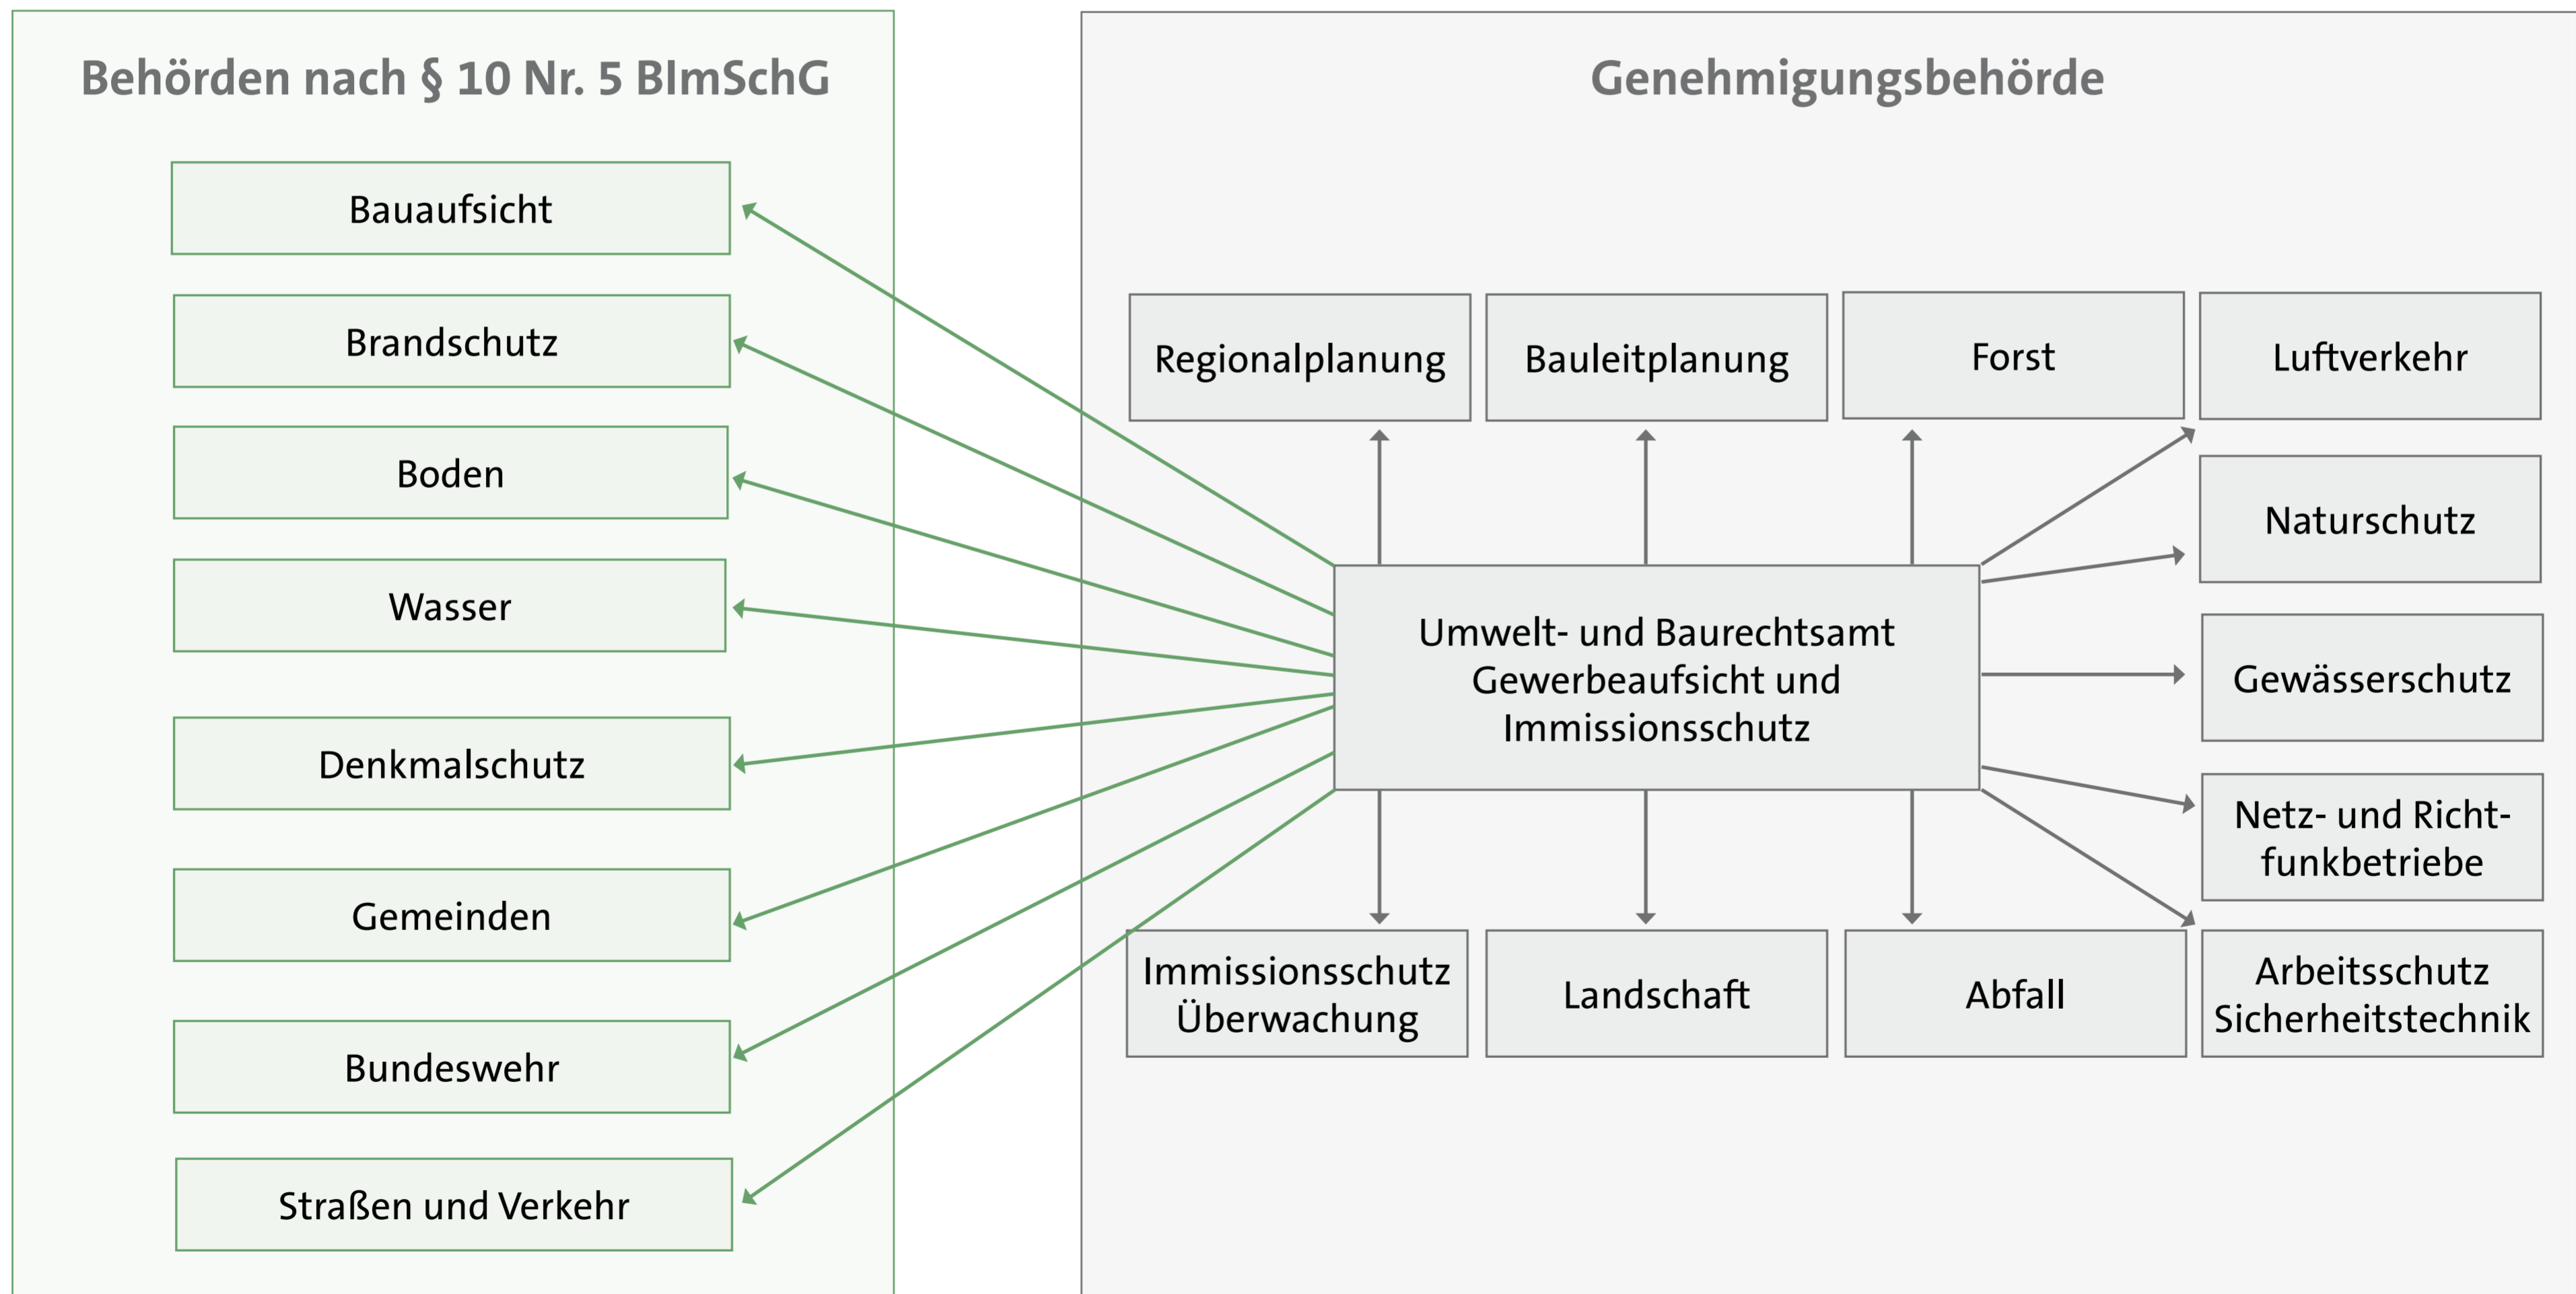 Behörden nach § 10 Nr. 5 BImSchG
Bauaufsicht
Brandschutz
Boden
Wasser
Denkmalschutz
Gemeinden
Bundeswehr
Straßen und Verkehr
Genehmigungsbehörde
Regionalplanung
Bauleitplanung
Forst
Luftverkehr
Naturschutz
Umwelt- und Baurechtsamt
Gewerbeaufsicht und
Immissionsschutz
Gewässerschutz
Netz- und Richt-
funkbetriebe
Immissionsschutz
Überwachung
Landschaft
Abfall
Arbeitsschutz
Sicherheitstechnik